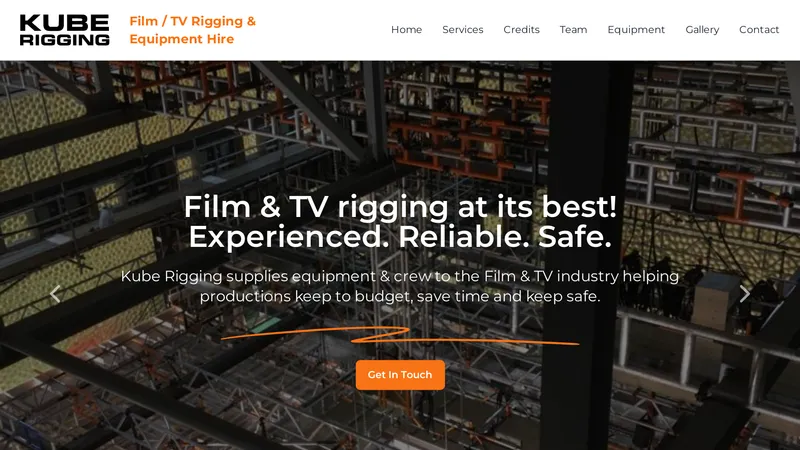 KUBE
RIGGING
Film / TV Rigging &
Equipment Hire
Home Services Credits Team Equipment Gallery Contact
Film & TV rigging at its best!
Experienced. Reliable. Safe.
Kube Rigging supplies equipment & crew to the Film & TV industry helping
productions keep to budget, save time and keep safe.
Get In Touch